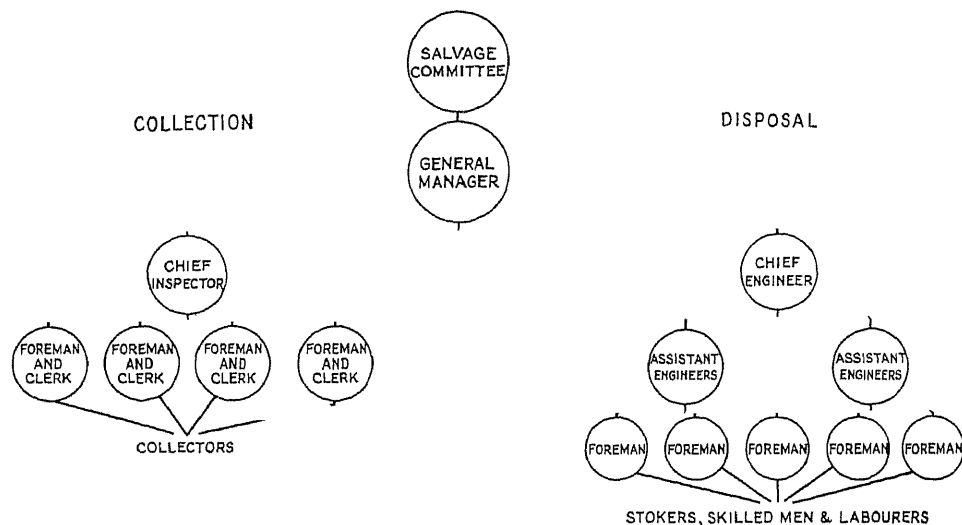 SALVAGE
COMMITTEE
COLLECTION
DISPOSAL
GENERAL
MANAGER
CHIEF
INSPECTOR
CHIEF
ENGINEER
FOREMAN
AND
CLERK
FOREMAN
AND
CLERK
FOREMAN
AND
CLERK
FOREMAN
AND
CLERK
ASSISTANT
ENGINEERS
ASSISTANT
ENGINEERS
COLLECTORS
FOREMAN
FOREMAN
FOREMAN
FOREMAN
FOREMAN
STOKERS, SKILLED MEN & LABOURERS